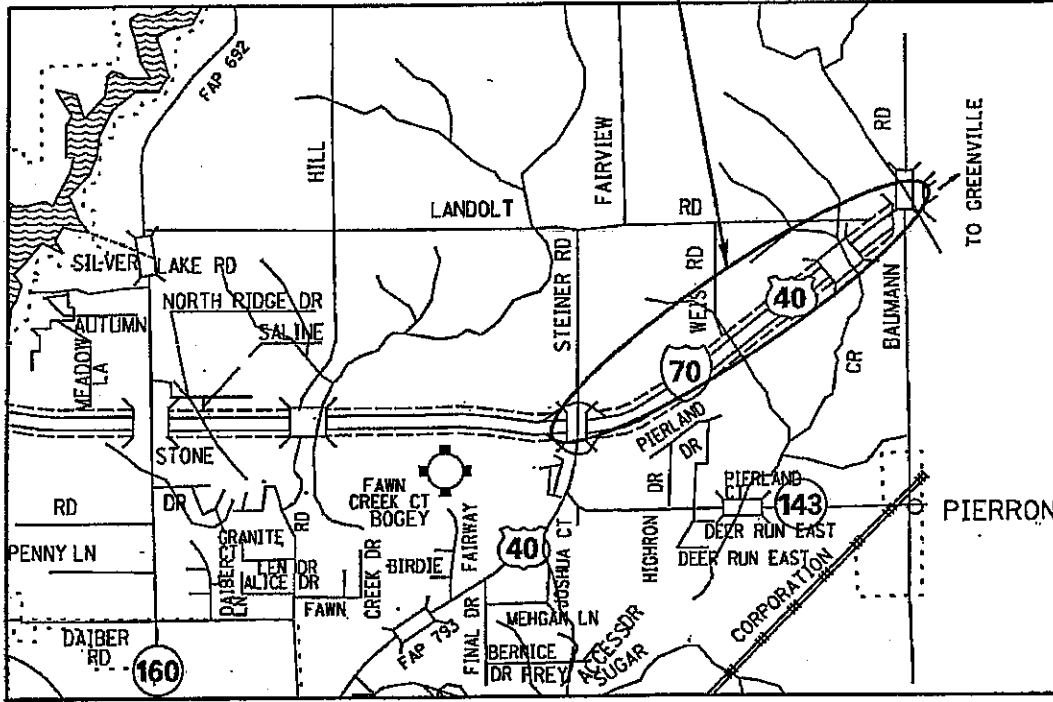 FAP 692
HILL
FAIRVIEW
RD
TO GREENVILLE
LANDOLT
RD
SILVER LAKE RD
STEINER RD
WEIS RD
40
BAUMANN
NORTH RIDGE DR
AUTUMN
SALINE
MEADOW LA
70
CR
PIERLAND DR
STONE
DR
RD
FAWN CREEK CT
BOGEY
DR
PIERLAND CT
143
PIERRON
PENNY LN
GRANITE
DAIBER CT
LN
LEN DR
ALICE DR
RD
FAWN
CREEK DR
BIRDIE
FAIRWAY
40
JOSHUA CT
HIGHRON
DEER RUN EAST
DEER RUN EAST
CORPORATION
DAIBER RD
160
FAP 793
FINAL DR
MEHGAN LN
BERNICE
DR FREY
ACCESSDR
SUGAR